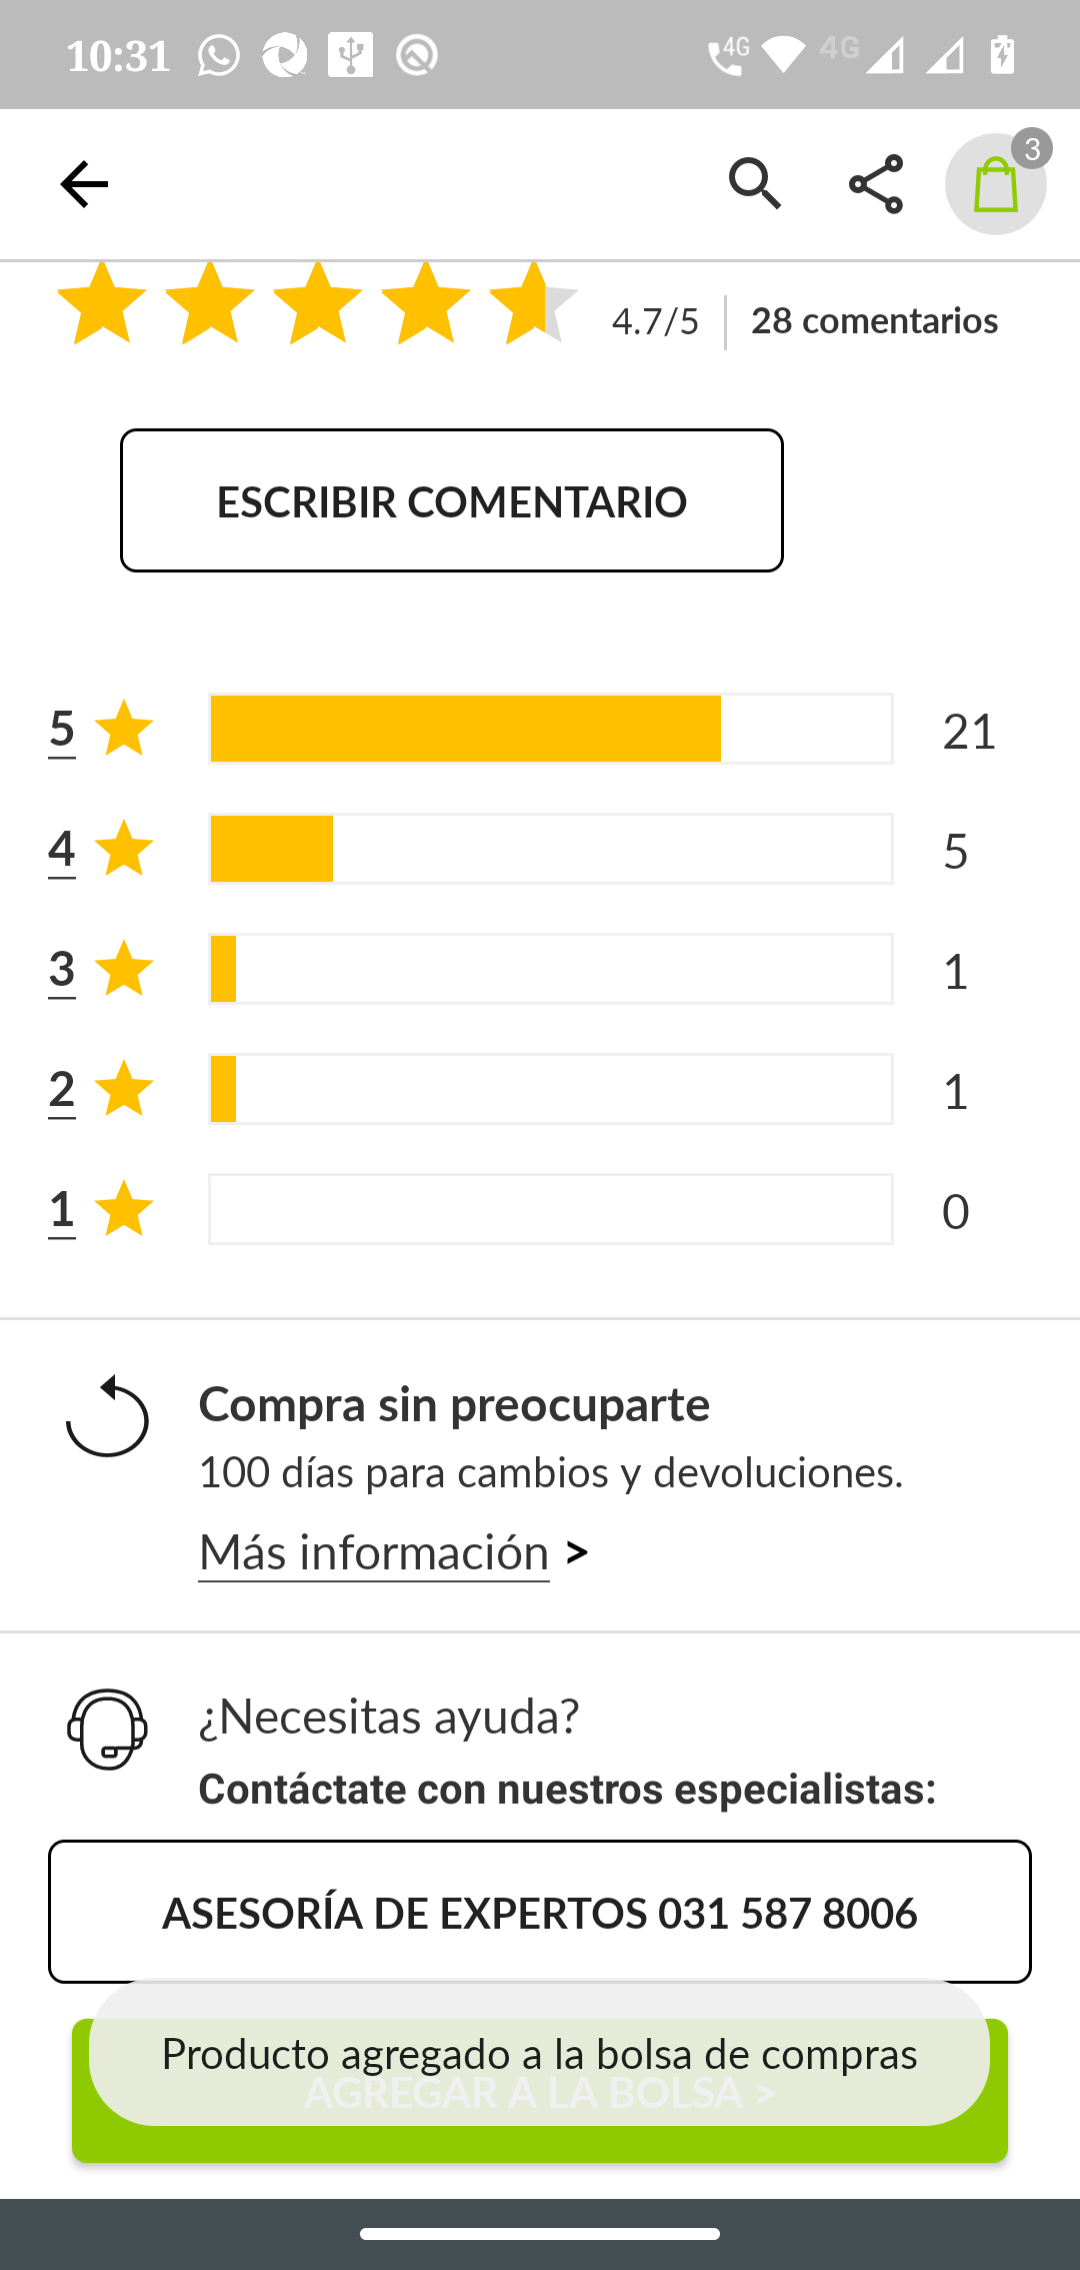 10:31
4G
4G
3
4.7/5
28 comentarios
ESCRIBIR COMENTARIO
5
21
4
5
3
1
2
1
1
0
Compra sin preocuparte
100 días para cambios y devoluciones.
Más información >
¿Necesitas ayuda?
Contáctate con nuestros especialistas:
ASESORÍA DE EXPERTOS 031 587 8006
Producto agregado a la bolsa de compras
AGREGAR A LA BOLSA >